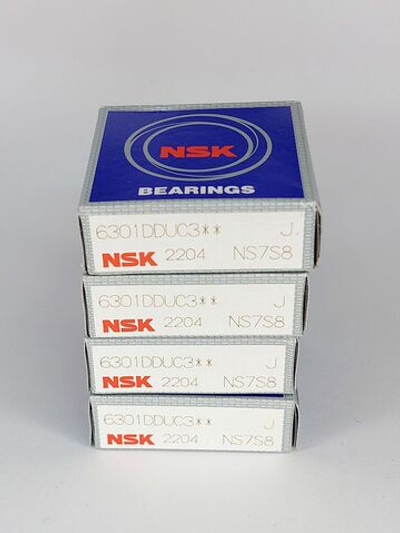 NSK
BEARINGS
6301DDUC3** J.
NSK 2204 NS7S8
6301DDUC3** J
NSK 2204 NS7S8
6301DDUC3** J
NSK 2204 NS7S8
6301DDUC3** J
NSK 2204 NS7S8